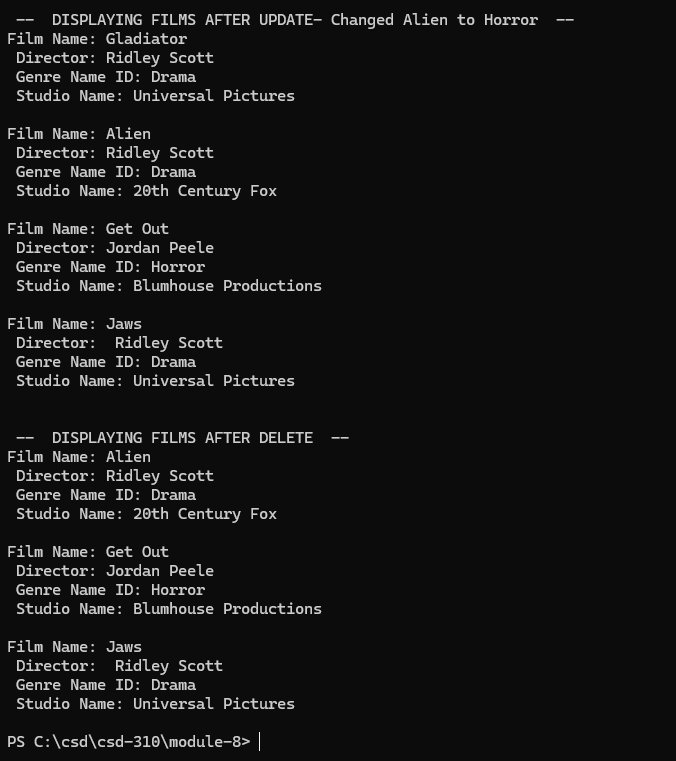 -- DISPLAYING FILMS AFTER UPDATE- Changed Alien to Horror --
Film Name: Gladiator
Director: Ridley Scott
Genre Name ID: Drama
Studio Name: Universal Pictures
Film Name: Alien
Director: Ridley Scott
Genre Name ID: Drama
Studio Name: 20th Century Fox
Film Name: Get Out
Director: Jordan Peele
Genre Name ID: Horror
Studio Name: Blumhouse Productions
Film Name: Jaws
Director:  Ridley Scott
Genre Name ID: Drama
Studio Name: Universal Pictures
-- DISPLAYING FILMS AFTER DELETE --
Film Name: Alien
Director: Ridley Scott
Genre Name ID: Drama
Studio Name: 20th Century Fox
Film Name: Get Out
Director: Jordan Peele
Genre Name ID: Horror
Studio Name: Blumhouse Productions
Film Name: Jaws
Director:  Ridley Scott
Genre Name ID: Drama
Studio Name: Universal Pictures
PS C:\csd\csd-310\module-8>